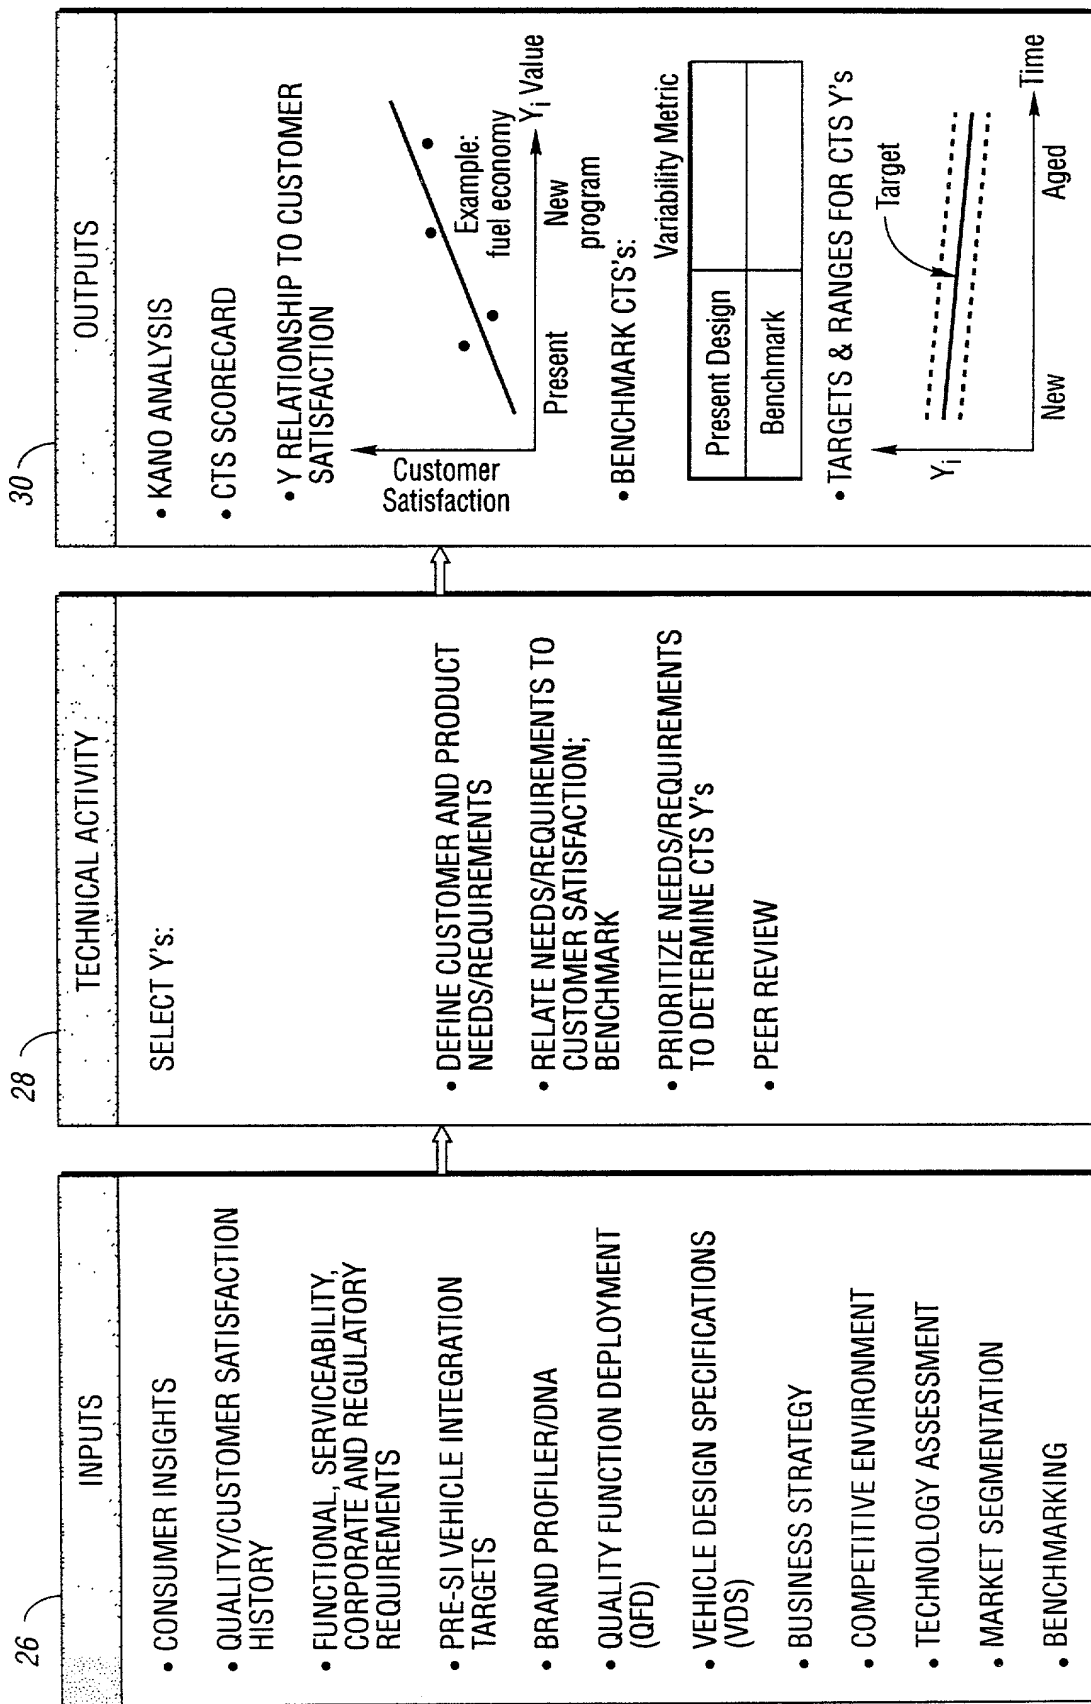 26
INPUTS
• CONSUMER INSIGHTS
• QUALITY/CUSTOMER SATISFACTION
HISTORY
• FUNCTIONAL, SERVICEABILITY,
CORPORATE AND REGULATORY
REQUIREMENTS
• PRE-SI VEHICLE INTEGRATION
TARGETS
• BRAND PROFILER/DNA
• QUALITY FUNCTION DEPLOYMENT
(QFD)
• VEHICLE DESIGN SPECIFICATIONS
(VDS)
• BUSINESS STRATEGY
• COMPETITIVE ENVIRONMENT
• TECHNOLOGY ASSESSMENT
• MARKET SEGMENTATION
• BENCHMARKING
28
TECHNICAL ACTIVITY
SELECT Y's:
• DEFINE CUSTOMER AND PRODUCT
NEEDS/REQUIREMENTS
• RELATE NEEDS/REQUIREMENTS TO
CUSTOMER SATISFACTION;
BENCHMARK
• PRIORITIZE NEEDS/REQUIREMENTS
TO DETERMINE CTS Y's
• PEER REVIEW
30
OUTPUTS
• KANO ANALYSIS
• CTS SCORECARD
• Y RELATIONSHIP TO CUSTOMER
SATISFACTION
Customer
Satisfaction
Example:
fuel economy
Yi Value
Present
New
program
• BENCHMARK CTS's:
Variability Metric
Present Design
Benchmark
• TARGETS & RANGES FOR CTS Y's
Target
Yi
New
Aged
Time